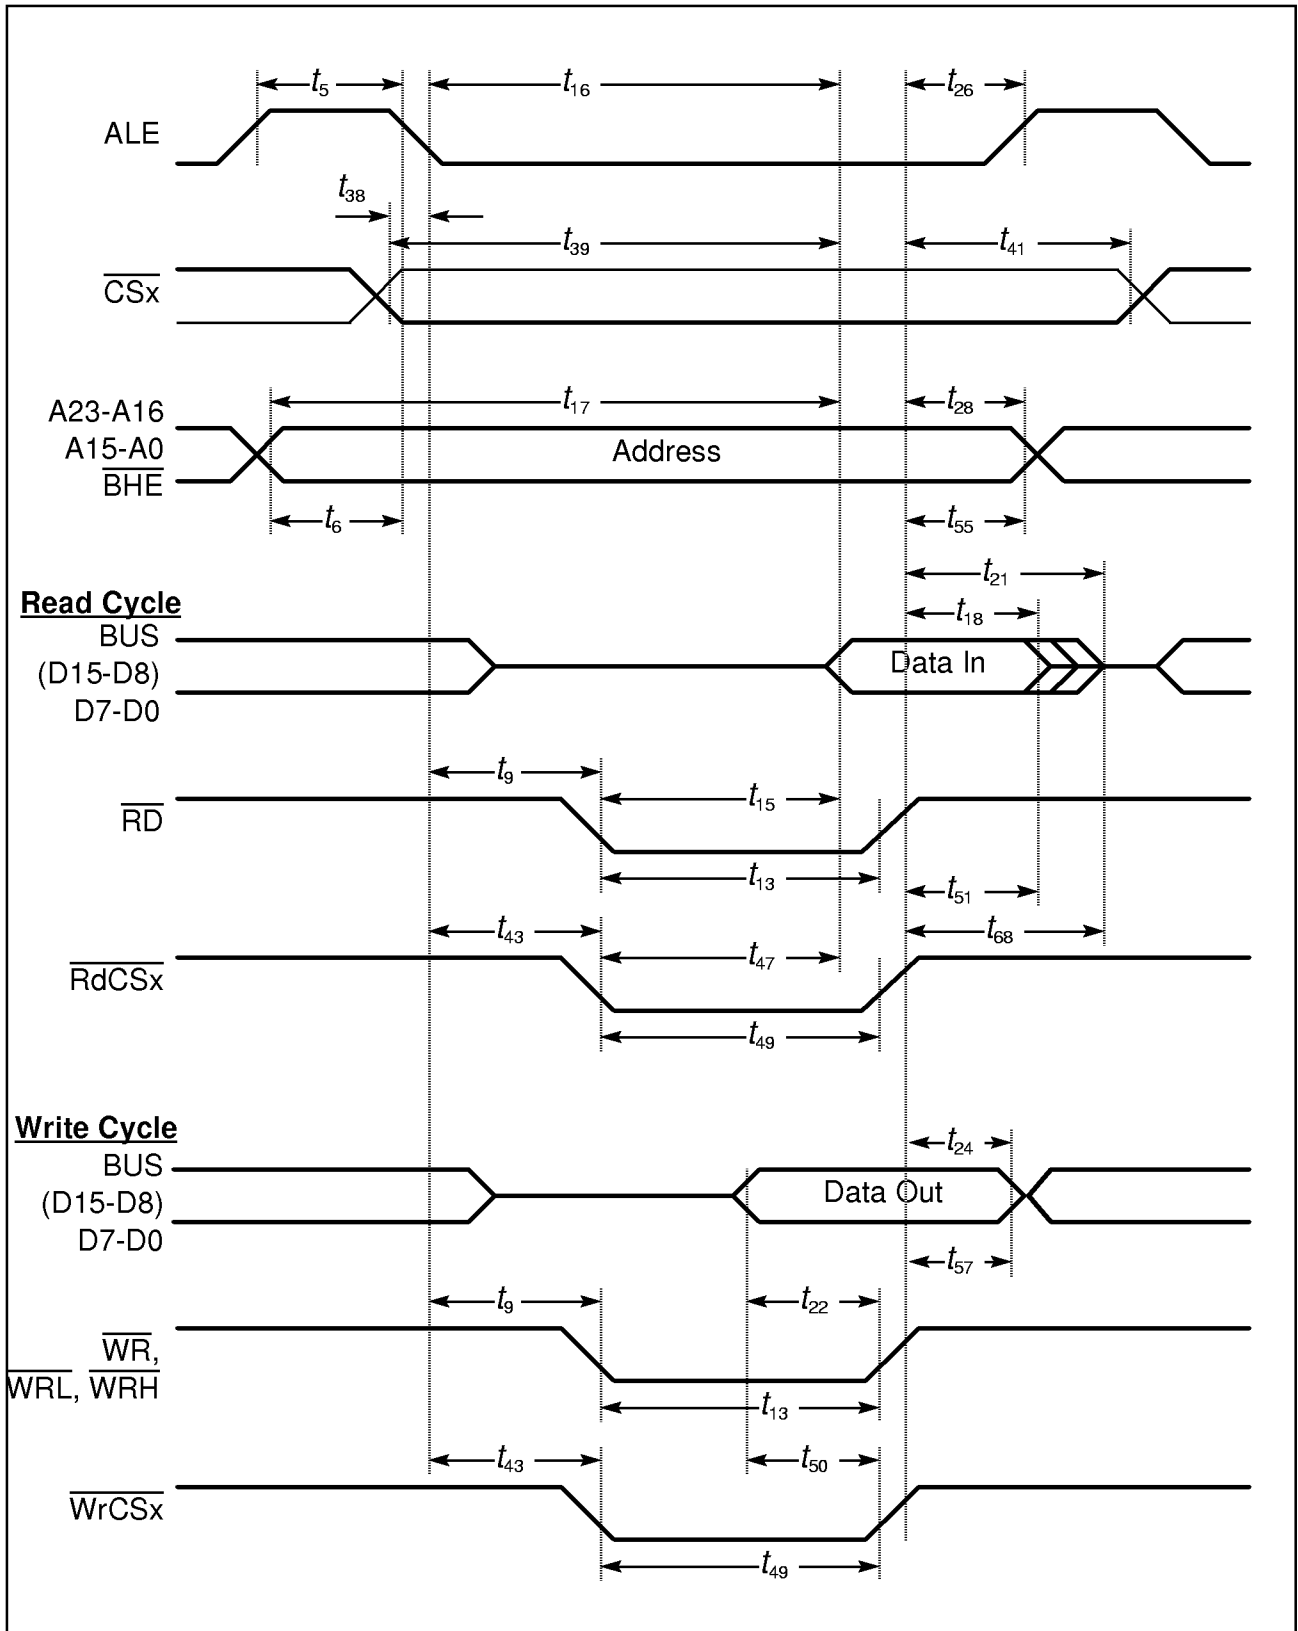 t5
t16
t26
ALE
t38
t39
t41
CSx
A23-A16
A15-A0
BHE
t17
t28
Address
t6
t55
t21
t18
Read Cycle
BUS
(D15-D8)
D7-D0
Data In
t9
t15
RD
t13
t51
t43
t68
t47
RdCSx
t49
Write Cycle
t24
BUS
(D15-D8)
D7-D0
Data Out
t57
t9
t22
WR,
WRL, WRH
t13
t43
t50
WrCSx
t49